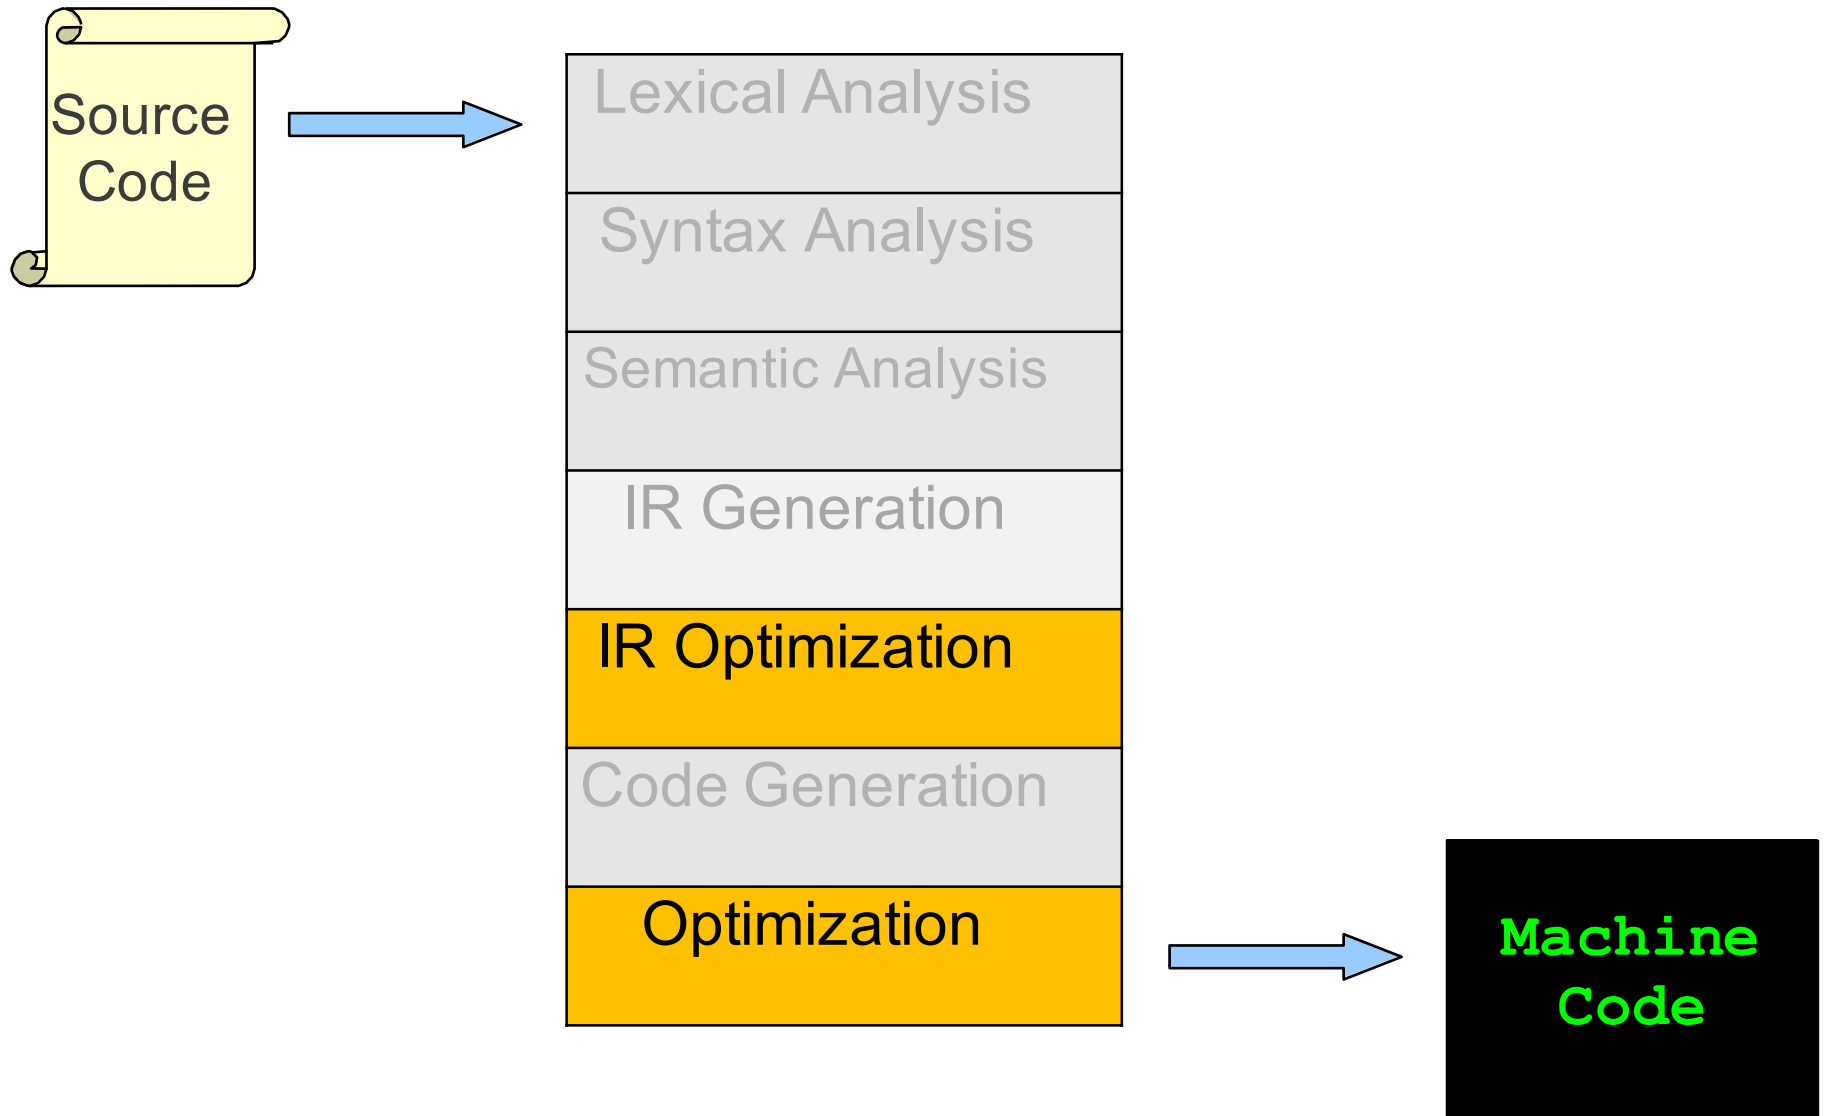 Source
Code
Lexical Analysis
Syntax Analysis
Semantic Analysis
IR Generation
IR Optimization
Code Generation
Optimization
Machine
Code